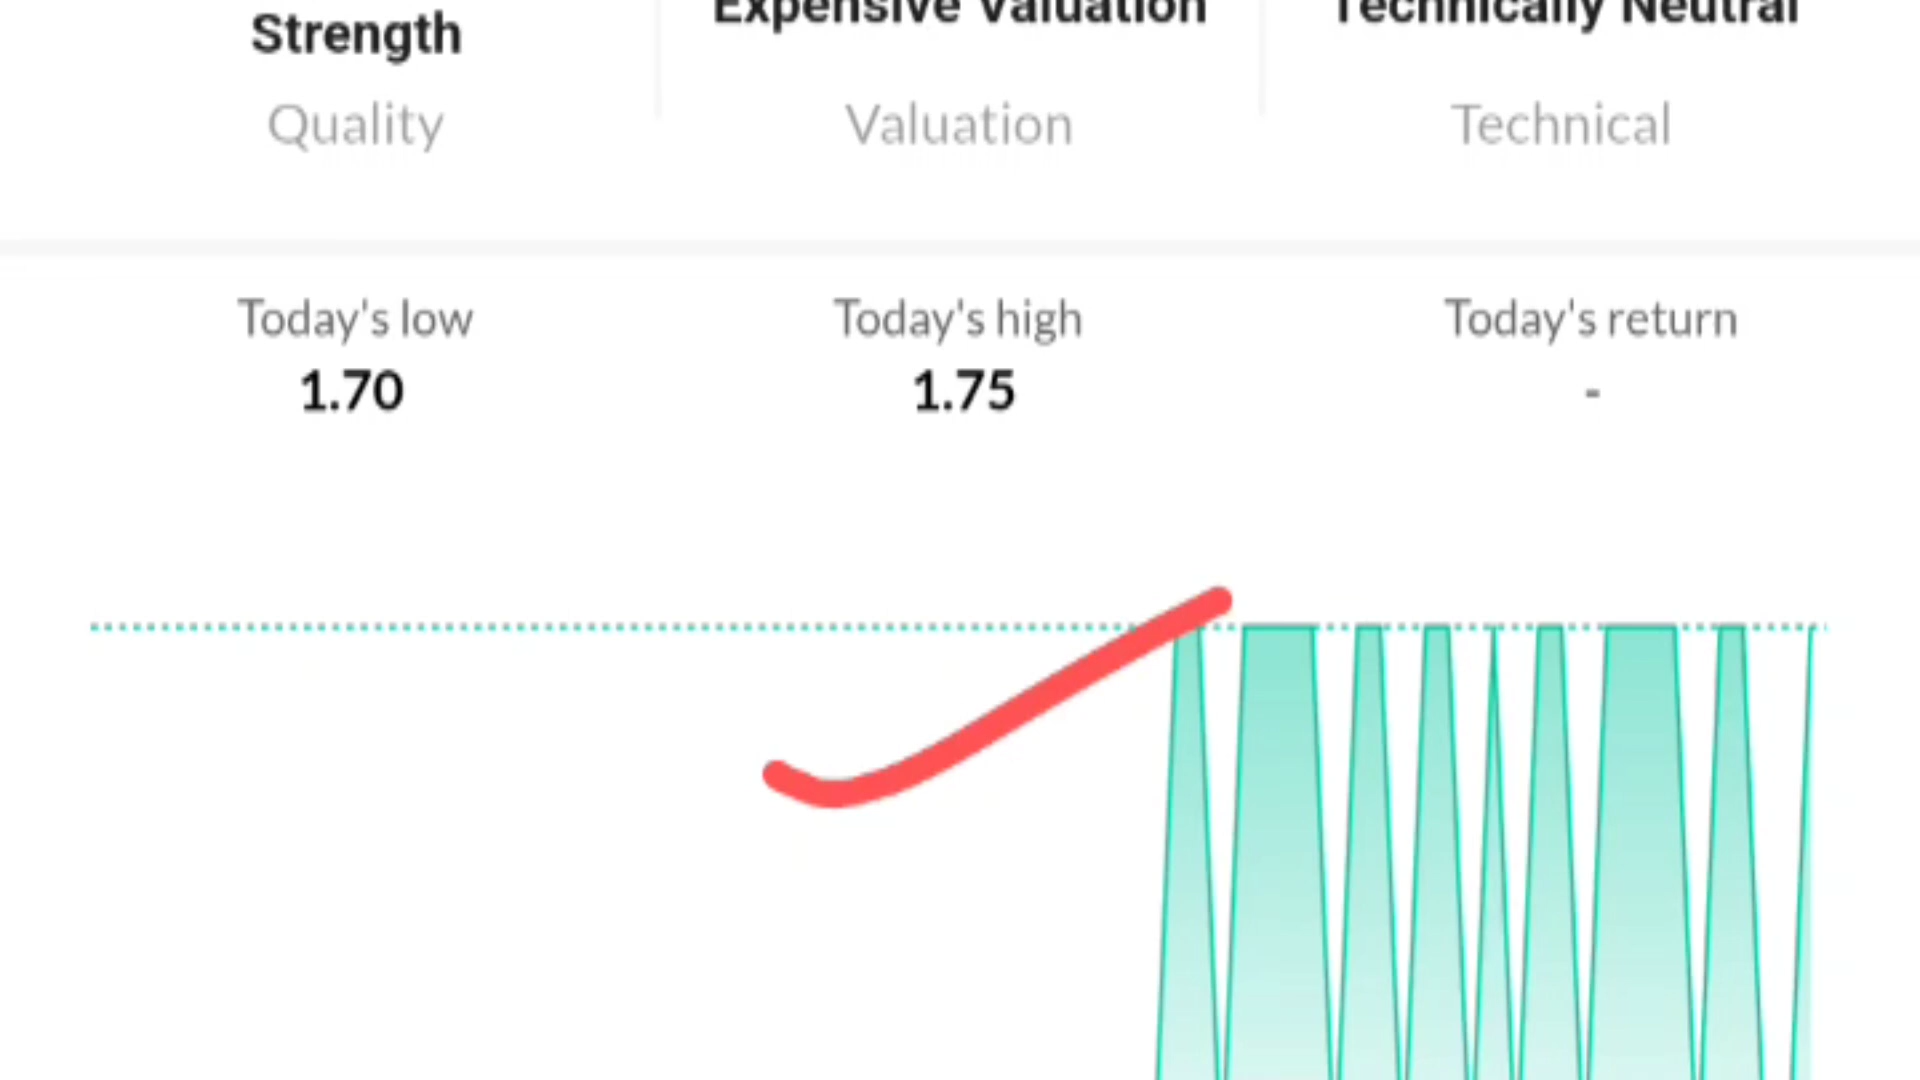 Strength
Expensive Valuation
Technically Neutral
Quality
Valuation
Technical
Today's low
Today's high
Today's return
1.70
1.75
-